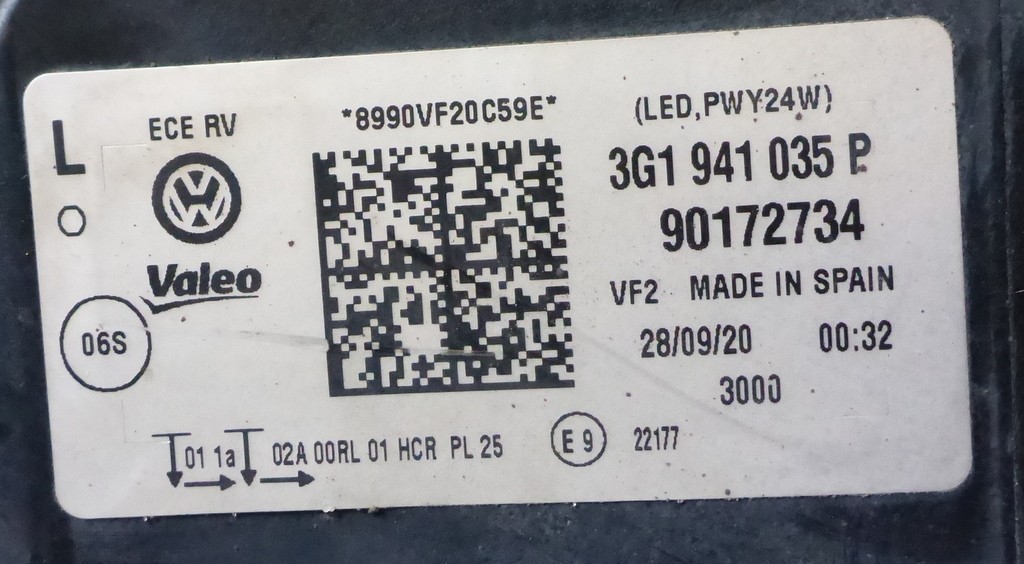 L
O
ECE RV
Valeo
06S
*8990VF20C59E*
(LED,PWY24W)
3G1 941 035 P
90172734
VF2 MADE IN SPAIN
28/09/20 00:32
3000
01 1a 02A 00RL 01 HCR PL 25
E 9 22177